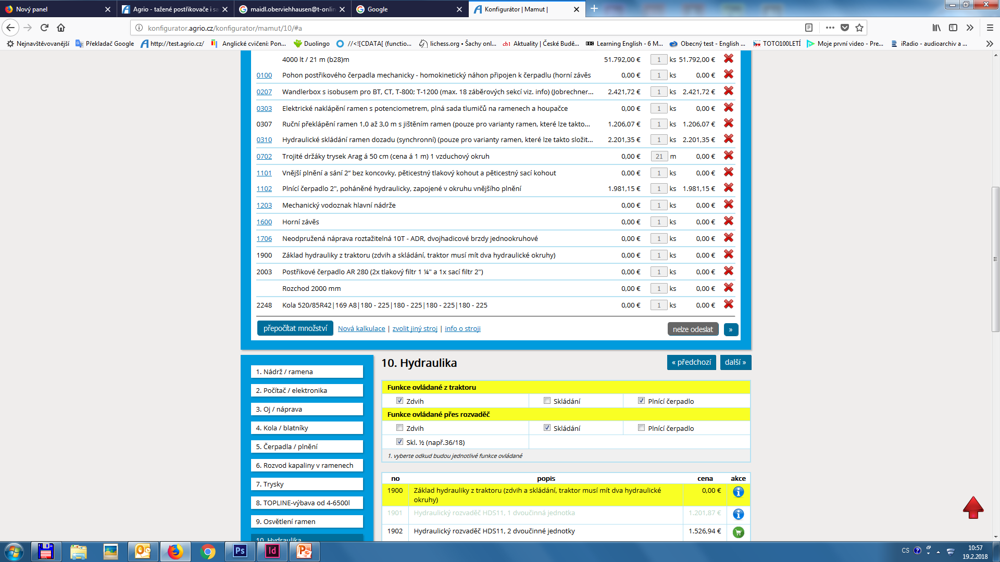 Nový panel
Agrio - tažené postřikovače i sa
maidl.oberviehhausen@t-onlin
Google
Konfigurátor | Mamut |
konfigurator.agrio.cz/konfigurator/mamut/10/#a
Nejnavštěvovanější
Překladač Google
http://test.agrio.cz/
Anglické cvičení: Pon...
Duolingo
//<![CDATA[ (functio...
lichess.org • Šachy onl...
cb1 Aktuality | České Budě...
BBC Learning English - 6 M...
Obecný test - English ...
TOTO100LETÍ
Moje první video - Pre...
iRadio - audioarchiv a ...
4000 lt / 21 m (b28)m 51.792,00 € 1 ks 51.792,00 €
0100 Pohon postřikového čerpadla mechanicky - homokinetický náhon připojen k čerpadlu (horní závěs 0,00 € 1 ks 0,00 €
0207 Wandlerbox s isobusem pro BT, CT, T-800; T-1200 (max. 18 záběrových sekcí viz. info) (Jobrechner... 2.421,72 € 1 ks 2.421,72 €
0303 Elektrické naklápění ramen s potenciometrem, plná sada tlumičů na ramenech a houpačce 0,00 € 1 ks 0,00 €
0307 Ruční překlápění ramen 1,0 až 3,0 m s jištěním ramen (pouze pro varianty ramen, které lze takto... 1.206,07 € 1 ks 1.206,07 €
0310 Hydraulické skládání ramen dozadu (synchronní) (pouze pro varianty ramen, které lze takto složit... 2.201,35 € 1 ks 2.201,35 €
0702 Trojité držáky trysek Arag á 50 cm (cena á 1 m) 1 vzduchový okruh 0,00 € 21 m 0,00 €
1101 Vnější plnění a sání 2“ bez koncovky, pěticestný tlakový kohout a pěticestný sací kohout 0,00 € 1 ks 0,00 €
1102 Plnící čerpadlo 2", poháněné hydraulicky, zapojené v okruhu vnějšího plnění 1.981,15 € 1 ks 1.981,15 €
1203 Mechanický vodoznak hlavní nádrže 0,00 € 1 ks 0,00 €
1600 Horní závěs 0,00 € 1 ks 0,00 €
1706 Neodpružená náprava roztažitelná 10T - ADR, dvojhadicové brzdy jednookruhové 0,00 € 1 ks 0,00 €
1900 Základ hydrauliky z traktoru (zdvih a skládání, traktor musí mít dva hydraulické okruhy) 0,00 € 1 ks 0,00 €
2003 Postřikové čerpadlo AR 280 (2x tlakový filtr 1 ¼" a 1x sací filtr 2") 0,00 € 1 ks 0,00 €
Rozchod 2000 mm 0,00 € 1 ks 0,00 €
2248 Kola 520/85R42|169 A8|180 - 225|180 - 225|180 - 225|180 - 225 0,00 € 1 ks 0,00 €
přepočítat množství Nová kalkulace | zvolit jiný stroj | info o stroji nelze odeslat »
1. Nádrž / ramena
2. Počítač / elektronika
3. Oj / náprava
4. Kola / blatníky
5. Čerpadla / plnění
6. Rozvod kapaliny v ramenech
7. Trysky
8. TOPLINE-výbava od 4-6500l
9. Osvětlení ramen
10. Hydraulika
10. Hydraulika « předchozí další »
Funkce ovládané z traktoru
Zdvih Skládání Plnící čerpadlo
Funkce ovládané přes rozvaděč
Zdvih Skládání Plnící čerpadlo
Skl. ½ (např.36/18)
1. vyberte odkud budou jednotlivé funkce ovládané
no popis cena akce
1900 Základ hydrauliky z traktoru (zdvih a skládání, traktor musí mít dva hydraulické 0,00 €
okruhy)
1901 Hydraulický rozvaděč HDS11, 1 dvoučinná jednotka 1.201,87 €
1902 Hydraulický rozvaděč HDS11, 2 dvoučinné jednotky 1.526,94 €
Ps
Id
CS
10:57
19.2.2018